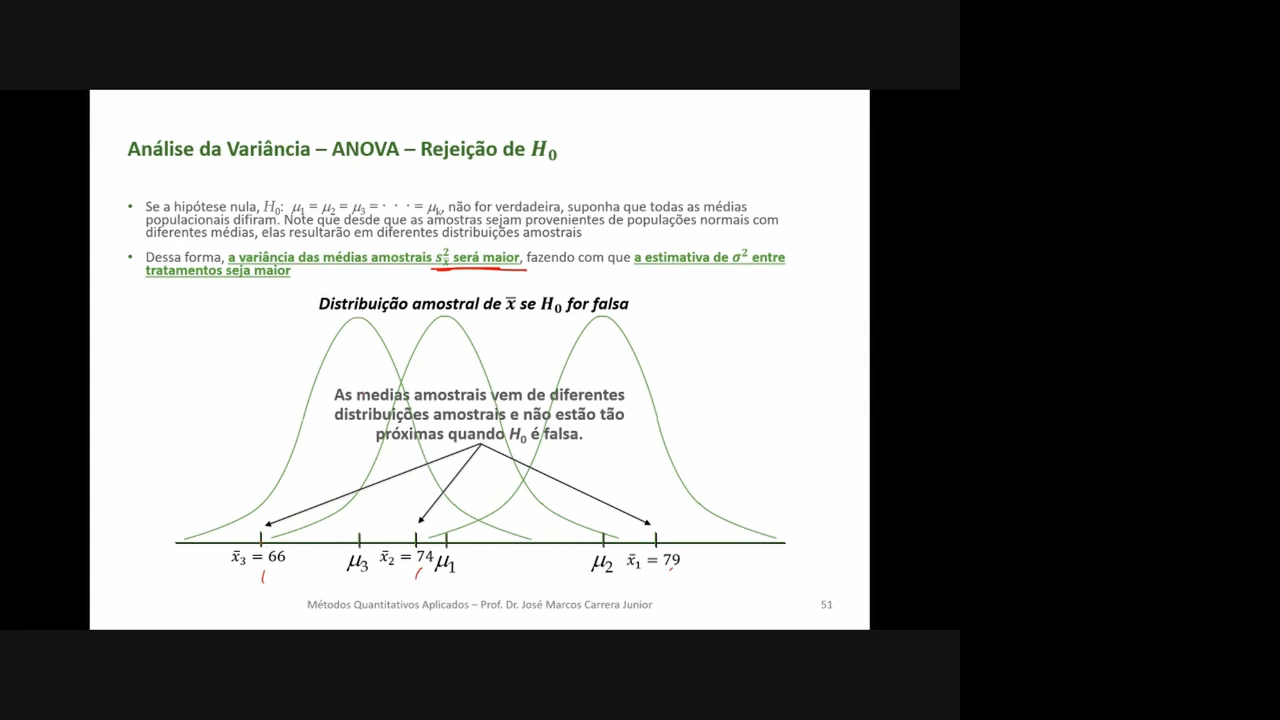 Análise da Variância – ANOVA – Rejeição de H₀
• Se a hipótese nula, H₀: μ₁ = μ₂ = μ₃ = · · · = μₖ, não for verdadeira, suponha que todas as médias
populacionais difiram. Note que desde que as amostras sejam provenientes de populações normais com
diferentes médias, elas resultarão em diferentes distribuições amostrais
• Dessa forma, a variância das médias amostrais s²x̄ será maior, fazendo com que a estimativa de σ² entre
tratamentos seja maior
Distribuição amostral de x̄ se H₀ for falsa
As medias amostrais vem de diferentes
distribuições amostrais e não estão tão
próximas quando H₀ é falsa.
x̄₃ = 66 μ₃ x̄₂ = 74 μ₁ μ₂ x̄₁ = 79
Métodos Quantitativos Aplicados – Prof. Dr. José Marcos Carrera Junior 51